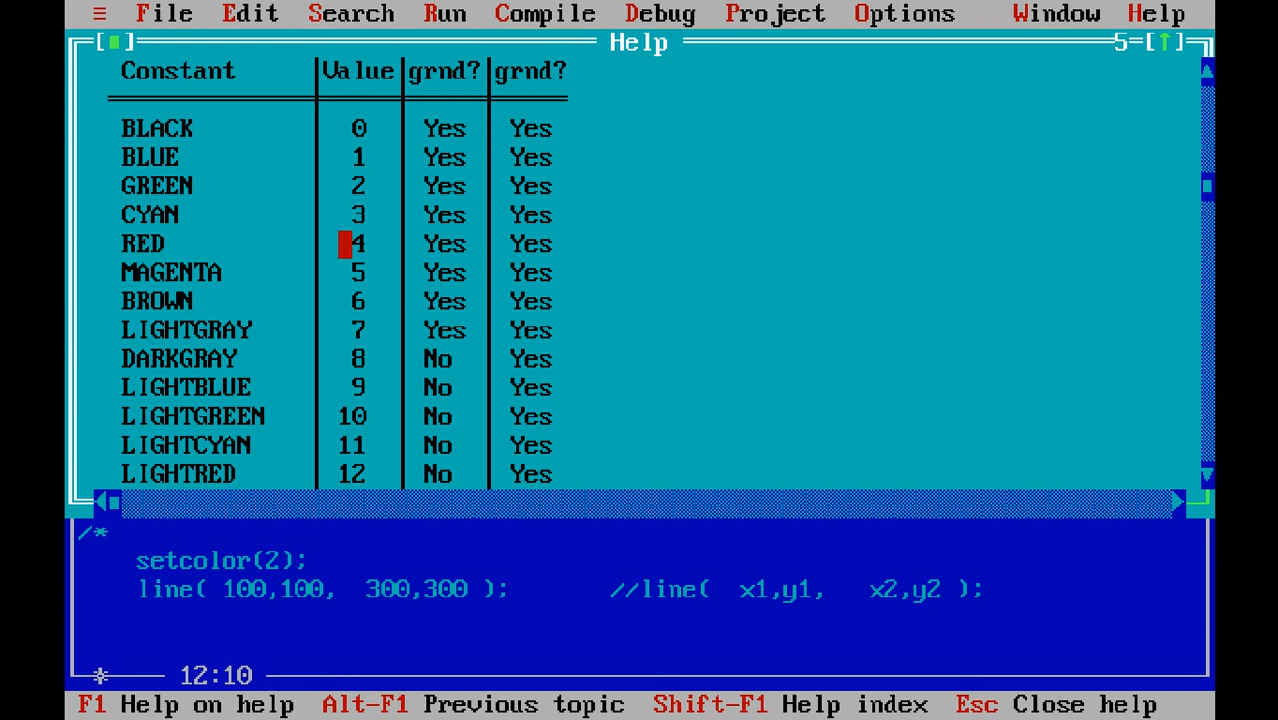 ≡ File Edit Search Run Compile Debug Project Options Window Help
[■] Help 5=[↑]
Constant Value grnd? grnd?
BLACK 0 Yes Yes
BLUE 1 Yes Yes
GREEN 2 Yes Yes
CYAN 3 Yes Yes
RED 4 Yes Yes
MAGENTA 5 Yes Yes
BROWN 6 Yes Yes
LIGHTGRAY 7 Yes Yes
DARKGRAY 8 No Yes
LIGHTBLUE 9 No Yes
LIGHTGREEN 10 No Yes
LIGHTCYAN 11 No Yes
LIGHTRED 12 No Yes
/*
setcolor(2);
line( 100,100, 300,300 ); //line( x1,y1, x2,y2 );
12:10
F1 Help on help Alt-F1 Previous topic Shift-F1 Help index Esc Close help